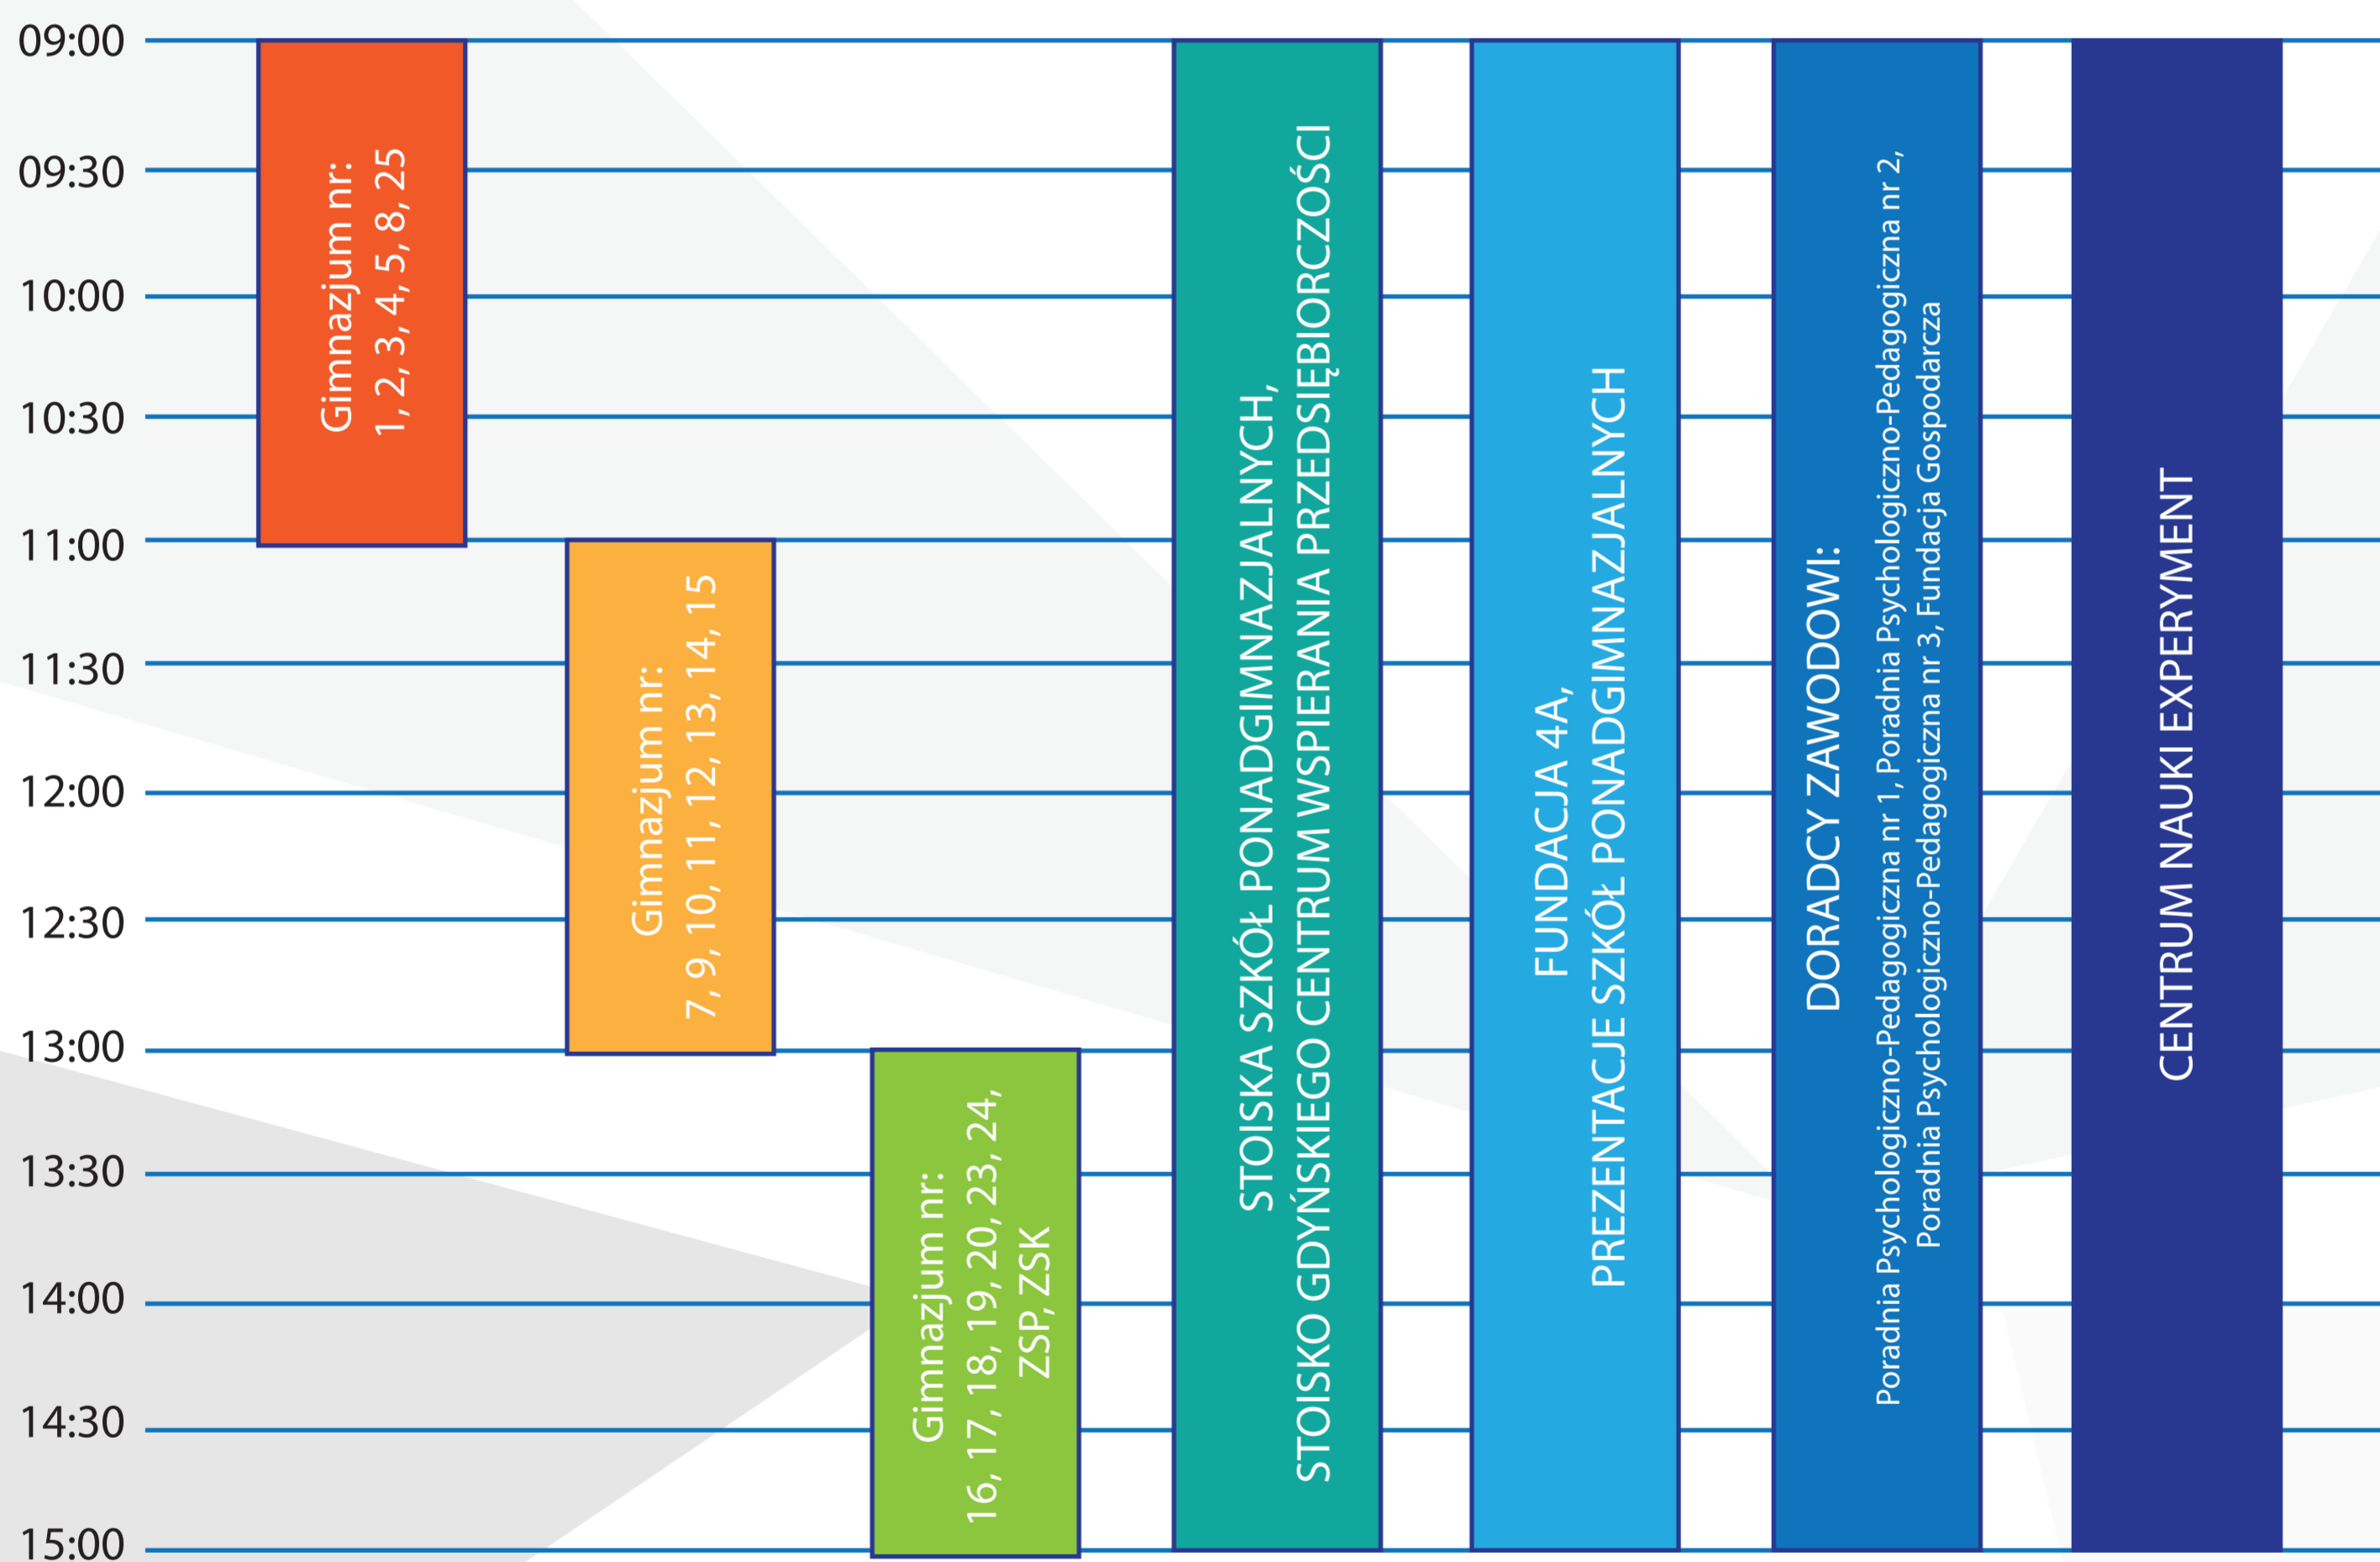 09:00
09:30
10:00
10:30
11:00
11:30
12:00
12:30
13:00
13:30
14:00
14:30
15:00
Gimnazjum nr:
1, 2, 3, 4, 5, 8, 25
Gimnazjum nr:
7, 9, 10, 11, 12, 13, 14, 15
Gimnazjum nr:
16, 17, 18, 19, 20, 23, 24,
ZSP, ZSK
STOISKA SZKÓŁ PONADGIMNAZJALNYCH,
STOISKO GDYŃSKIEGO CENTRUM WSPIERANIA PRZEDSIĘBIORCZOŚCI
FUNDACJA 4A,
PREZENTACJE SZKÓŁ PONADGIMNAZJALNYCH
DORADCY ZAWODOWI:
Poradnia Psychologiczno-Pedagogiczna nr 1, Poradnia Psychologiczno-Pedagogiczna nr 2,
Poradnia Psychologiczno-Pedagogiczna nr 3, Fundacja Gospodarcza
CENTRUM NAUKI EXPERYMENT